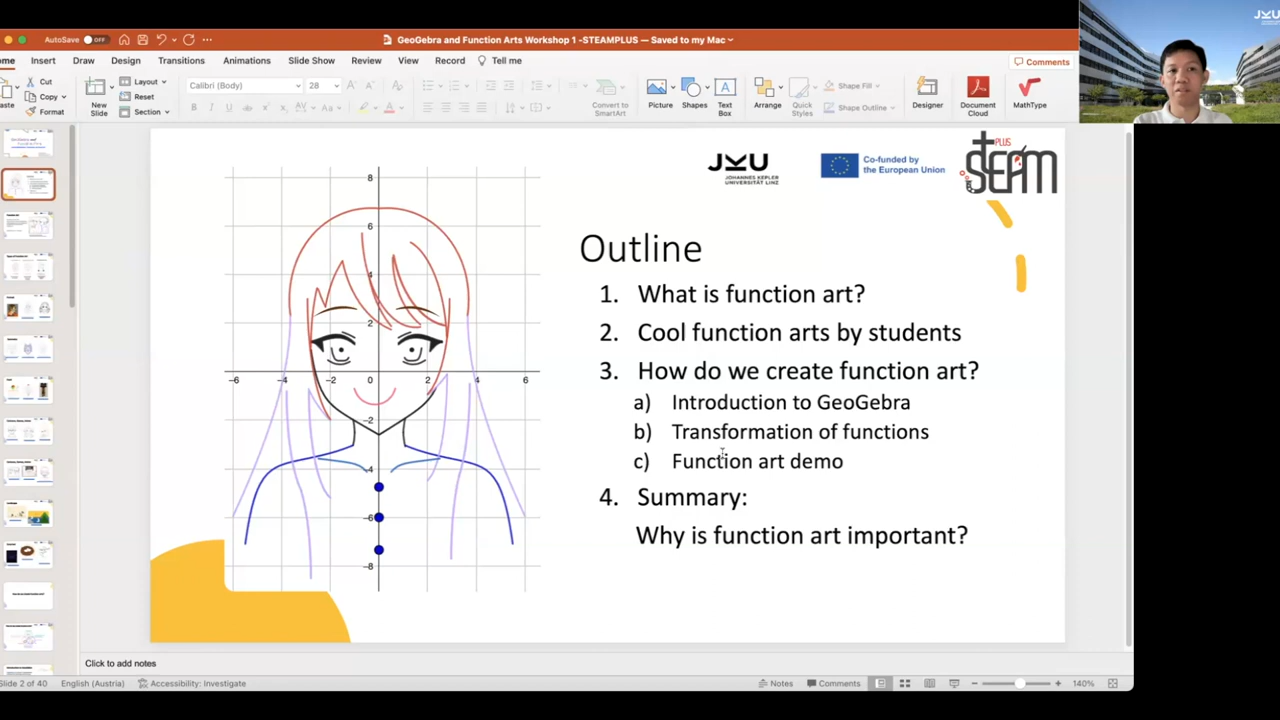 AutoSave OFF
GeoGebra and Function Arts Workshop 1 -STEAMPLUS — Saved to my Mac
JKU
Insert Draw Design Transitions Animations Slide Show Review View Record Tell me
Comments
Cut
Copy
Format
New Slide
Layout
Reset
Section
Calibri (Body) 28
Convert to SmartArt
Picture
Shapes
Text Box
Arrange
Quick Styles
Shape Fill
Shape Outline
Designer
Document Cloud
MathType
JKU
JOHANNES KEPLER
UNIVERSITÄT LINZ
Co-funded by
the European Union
PLUS
STEAM
8
6
4
2
−6 −4 −2 0 2 4 6
−2
−4
−6
−8
Outline
1. What is function art?
2. Cool function arts by students
3. How do we create function art?
a) Introduction to GeoGebra
b) Transformation of functions
c) Function art demo
4. Summary:
Why is function art important?
Click to add notes
Slide 2 of 40 English (Austria) Accessibility: Investigate
Notes Comments 140%